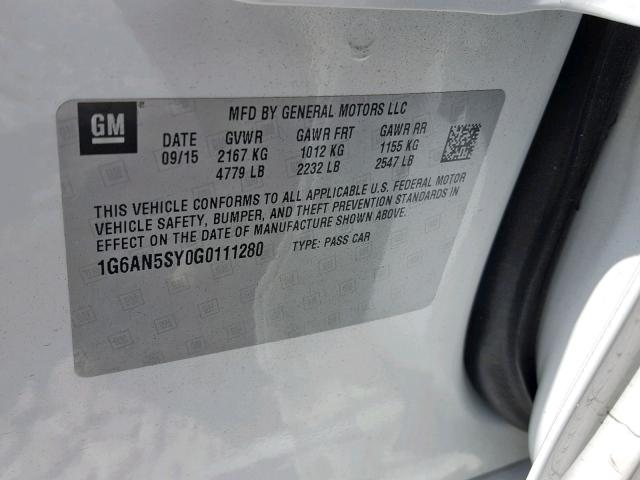 GM
MFD BY GENERAL MOTORS LLC
DATE GVWR GAWR FRT GAWR RR
09/15 2167 KG 1012 KG 1155 KG
4779 LB 2232 LB 2547 LB
THIS VEHICLE CONFORMS TO ALL APPLICABLE U.S. FEDERAL MOTOR
VEHICLE SAFETY, BUMPER, AND THEFT PREVENTION STANDARDS IN
EFFECT ON THE DATE OF MANUFACTURE SHOWN ABOVE.
1G6AN5SY0G0111280 TYPE: PASS CAR